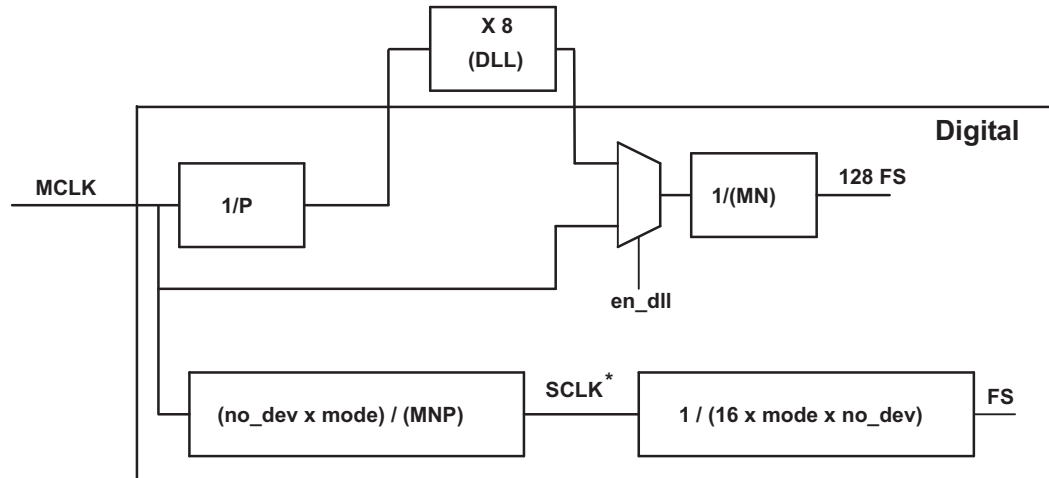 X 8
(DLL)
Digital
MCLK
1/P
1/(MN)
128 FS
en_dll
(no_dev x mode) / (MNP)
SCLK*
1 / (16 x mode x no_dev)
FS